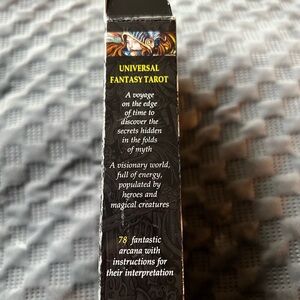 UNIVERSAL
FANTASY TAROT
A voyage
on the edge
of time to
discover the
secrets hidden
in the folds
of myth
A visionary world,
full of energy,
populated by
heroes and
magical creatures
78 fantastic
arcana with
instructions for
their interpretation